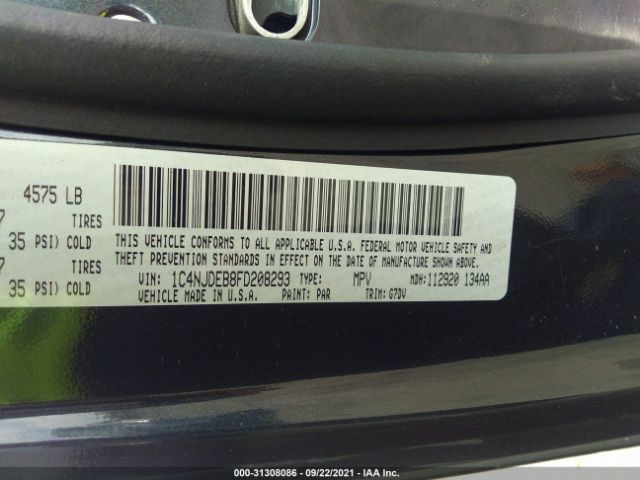 4575 LB
7 TIRES
35 PSI) COLD
7 TIRES
35 PSI) COLD
THIS VEHICLE CONFORMS TO ALL APPLICABLE U.S.A. FEDERAL MOTOR VEHICLE SAFETY AND
THEFT PREVENTION STANDARDS IN EFFECT ON THE DATE OF MANUFACTURE SHOWN ABOVE.
VIN: 1C4NJDEB8FD208293 TYPE: MPV MDH:112920 134AA
VEHICLE MADE IN U.S.A. PAINT: PAR TRIM: G7DV
000-31308086 - 09/22/2021 - IAA Inc.